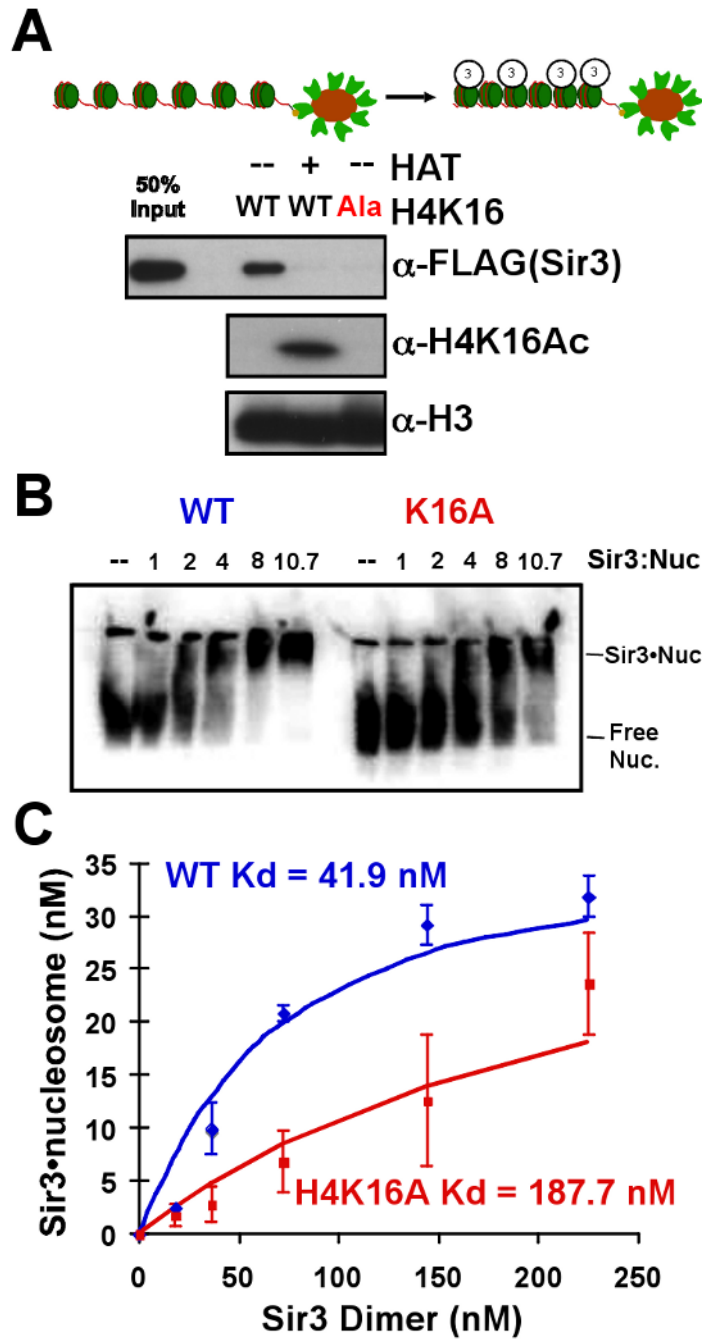 A
3 3 3 3
-- + -- HAT
50% Input
WT WT Ala H4K16
α-FLAG(Sir3)
α-H4K16Ac
α-H3
B
WT K16A
-- 1 2 4 8 10.7 -- 1 2 4 8 10.7 Sir3:Nuc
Sir3•Nuc
Free
Nuc.
C
35
30
25
20
15
10
5
0
Sir3•nucleosome (nM)
WT Kd = 41.9 nM
H4K16A Kd = 187.7 nM
0 50 100 150 200 250
Sir3 Dimer (nM)